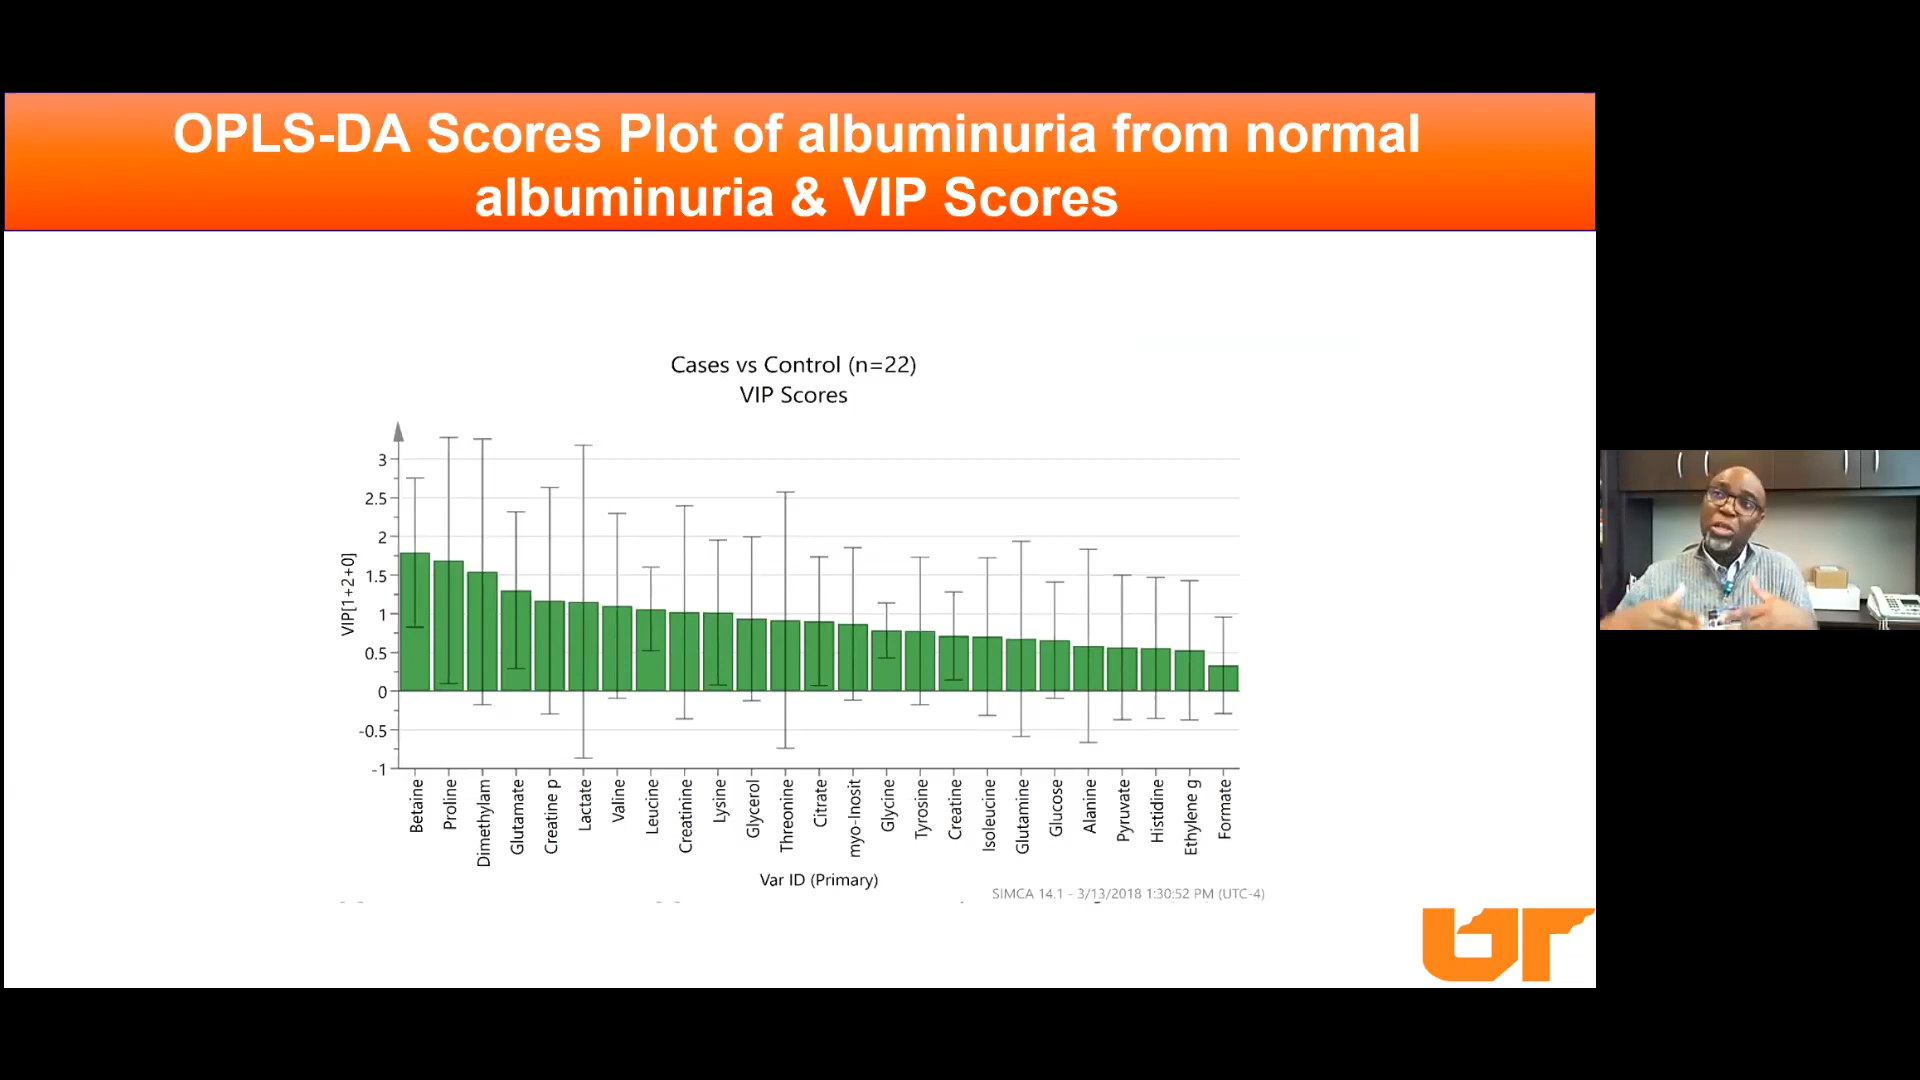 OPLS-DA Scores Plot of albuminuria from normal
albuminuria & VIP Scores
Cases vs Control (n=22)
VIP Scores
VIP[1+2+0]
3
2.5
2
1.5
1
0.5
0
-0.5
-1
Betaine
Proline
Dimethylam
Glutamate
Creatine p
Lactate
Valine
Leucine
Creatinine
Lysine
Glycerol
Threonine
Citrate
myo-Inosit
Glycine
Tyrosine
Creatine
Isoleucine
Glutamine
Glucose
Alanine
Pyruvate
Histidine
Ethylene g
Formate
Var ID (Primary)
SIMCA 14.1 - 3/13/2018 1:30:52 PM (UTC-4)
UT